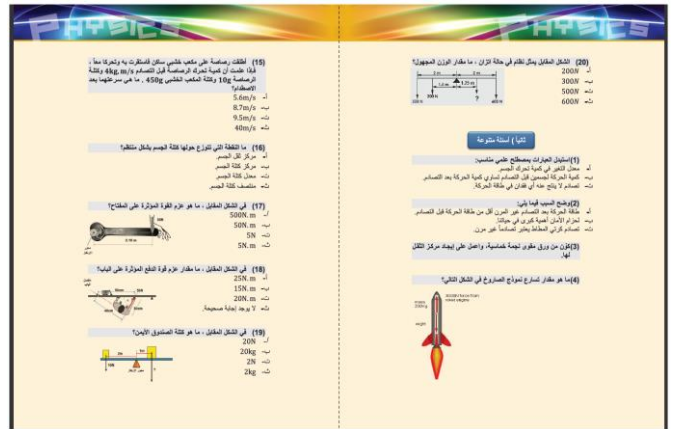 PHYSICS
(15) أطلقت رصاصة على مكعب خشبي ساكن فاستقرت به وتحركا معاً ،
فإذا علمت أن كمية تحرك الرصاصة قبل التصادم 4kg.m/s وكتلة
الرصاصة 10g وكتلة المكعب الخشبي 450g ، ما هي سرعتهما بعد
الاصطدام؟
أ- 5.6m/s
ب- 8.7m/s
ت- 9.5m/s
ث- 40m/s
(16) ما النقطة التي تتوزع حولها كتلة الجسم بشكل منتظم؟
أ- مركز ثقل الجسم.
ب- مركز كتلة الجسم.
ت- معدل كتلة الجسم.
ث- منتصف كتلة الجسم.
(17) في الشكل المقابل ، ما هو عزم القوة المؤثرة على المفتاح؟
أ- 500N.m
ب- 50N.m
ت- 5N
ث- 5N.m
(18) في الشكل المقابل ، ما مقدار عزم قوة الدفع المؤثرة على الباب؟
أ- 25N.m
ب- 15N.m
ت- 20N.m
ث- لا يوجد إجابة صحيحة.
(19) في الشكل المقابل ، ما هو كتلة الصندوق الأيمن؟
أ- 20N
ب- 20kg
ت- 2N
ث- 2kg
PHYSICS
(20) الشكل المقابل يمثل نظام في حالة اتزان ، ما مقدار الوزن المجهول؟
أ- 200N
ب- 300N
ت- 500N
ث- 600N
2 m 2 m
1.25 m
?
ثانياً ) أسئلة متنوعة
(1)استبدل العبارات بمصطلح علمي مناسب:
أ- معدل التغير في كمية تحرك الجسم.
ب- كمية الحركة لجسمين قبل التصادم تساوي كمية الحركة بعد التصادم.
ت- تصادم لا ينتج عنه أي فقدان في طاقة الحركة.
(2)وضح السبب فيما يلي:
أ- طاقة الحركة بعد التصادم غير المرن أقل من طاقة الحركة قبل التصادم.
ب- لحزام الأمان أهمية كبرى في حياتنا.
ت- تصادم كرتي المطاط يعتبر تصادماً غير مرن.
(3)كوّن من ورق مقوى نجمة خماسية، واعمل على إيجاد مركز الثقل
لها.
(4)ما هو مقدار تسارع نموذج الصاروخ في الشكل التالي؟